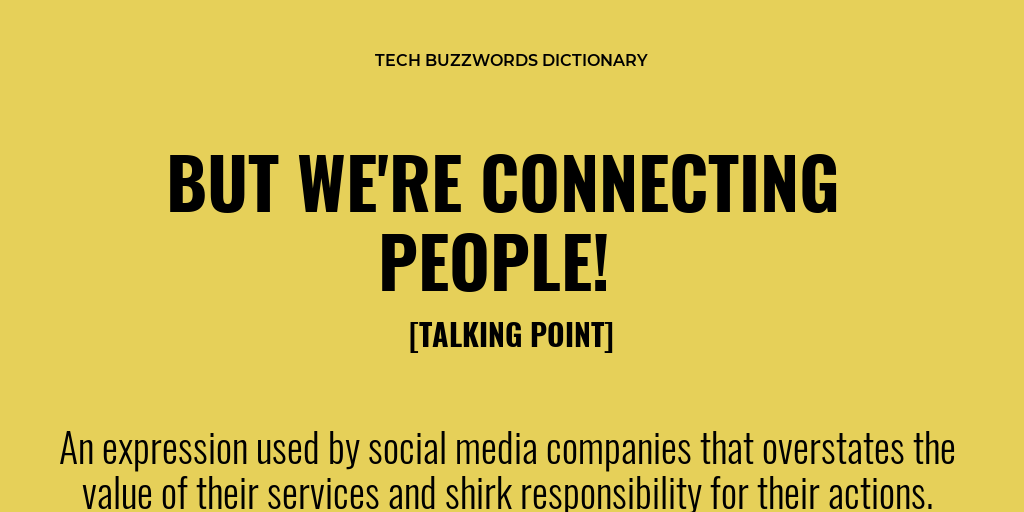 TECH BUZZWORDS DICTIONARY
BUT WE'RE CONNECTING
PEOPLE!
[TALKING POINT]
An expression used by social media companies that overstates the
value of their services and shirk responsibility for their actions.